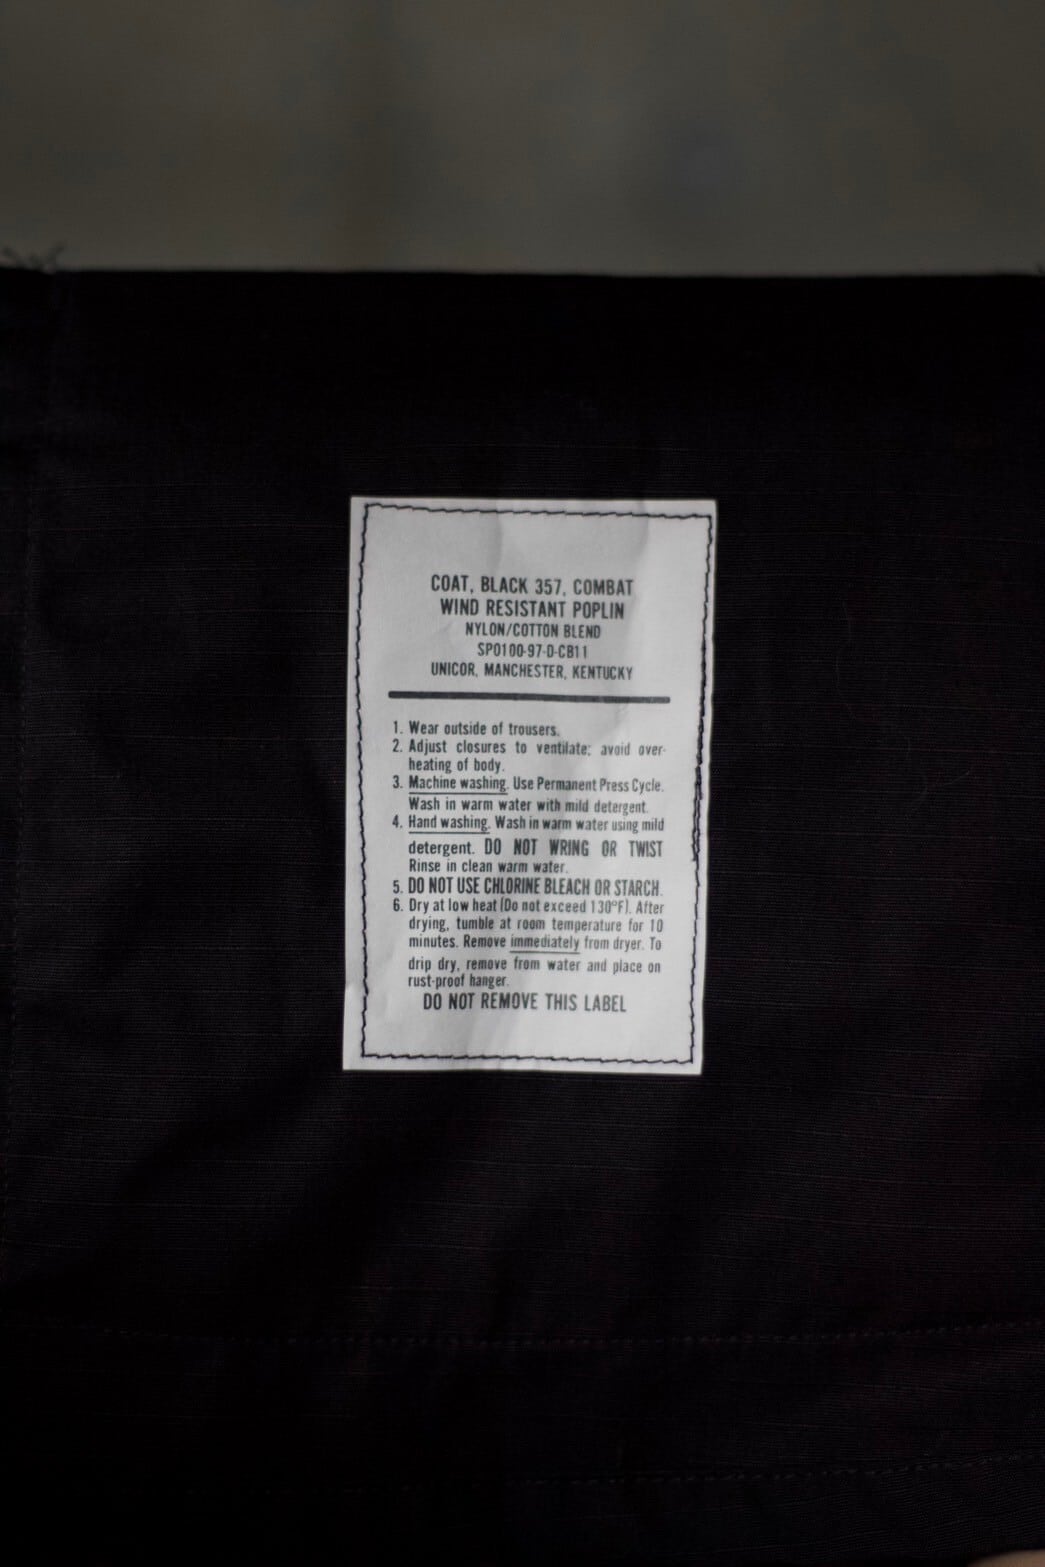 COAT, BLACK 357, COMBAT
WIND RESISTANT POPLIN
NYLON/COTTON BLEND
SPO100-97-D-CB11
UNICOR, MANCHESTER, KENTUCKY
1. Wear outside of trousers.
2. Adjust closures to ventilate; avoid over-
heating of body.
3. Machine washing. Use Permanent Press Cycle.
Wash in warm water with mild detergent.
4. Hand washing. Wash in warm water using mild
detergent. DO NOT WRING OR TWIST
Rinse in clean warm water.
5. DO NOT USE CHLORINE BLEACH OR STARCH.
6. Dry at low heat (Do not exceed 130°F). After
drying, tumble at room temperature for 10
minutes. Remove immediately from dryer. To
drip dry, remove from water and place on
rust-proof hanger.
DO NOT REMOVE THIS LABEL